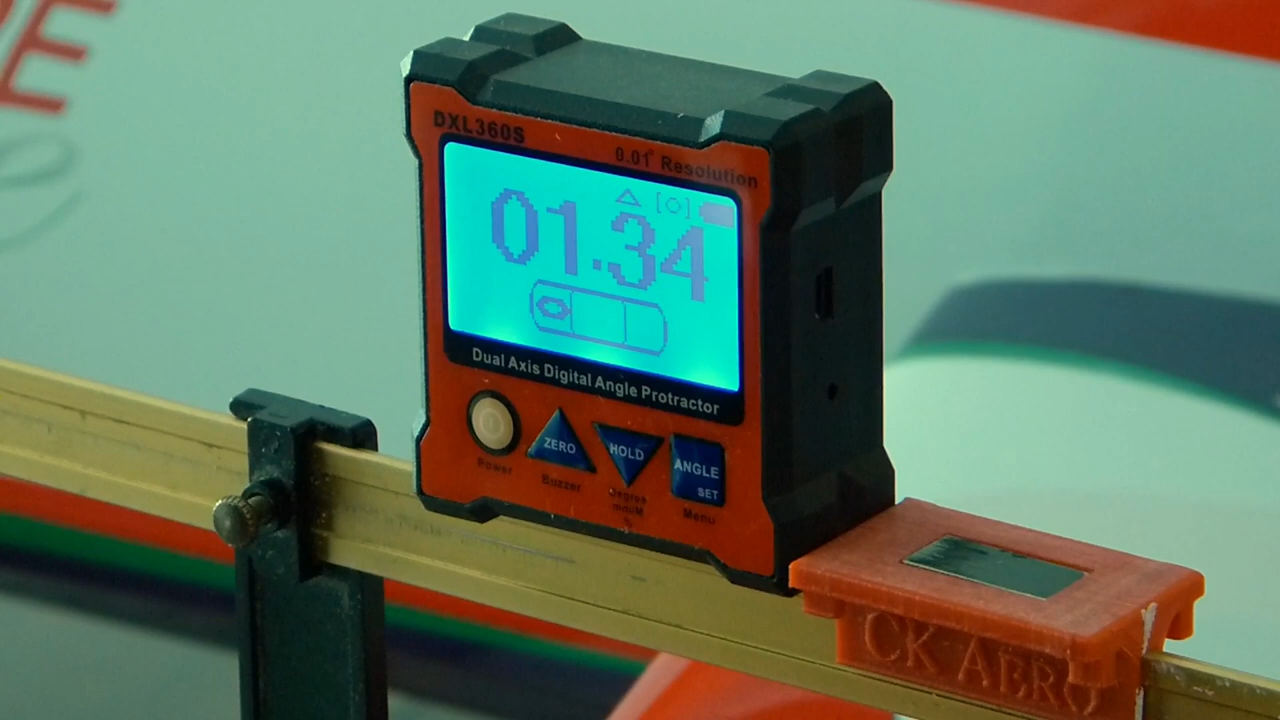 RE
DXL360S
0.01° Resolution
01.34
Dual Axis Digital Angle Protractor
ZERO
HOLD
ANGLE
SET
Power
Buzzer
Degree
mm/M
%
Menu
CK AERO